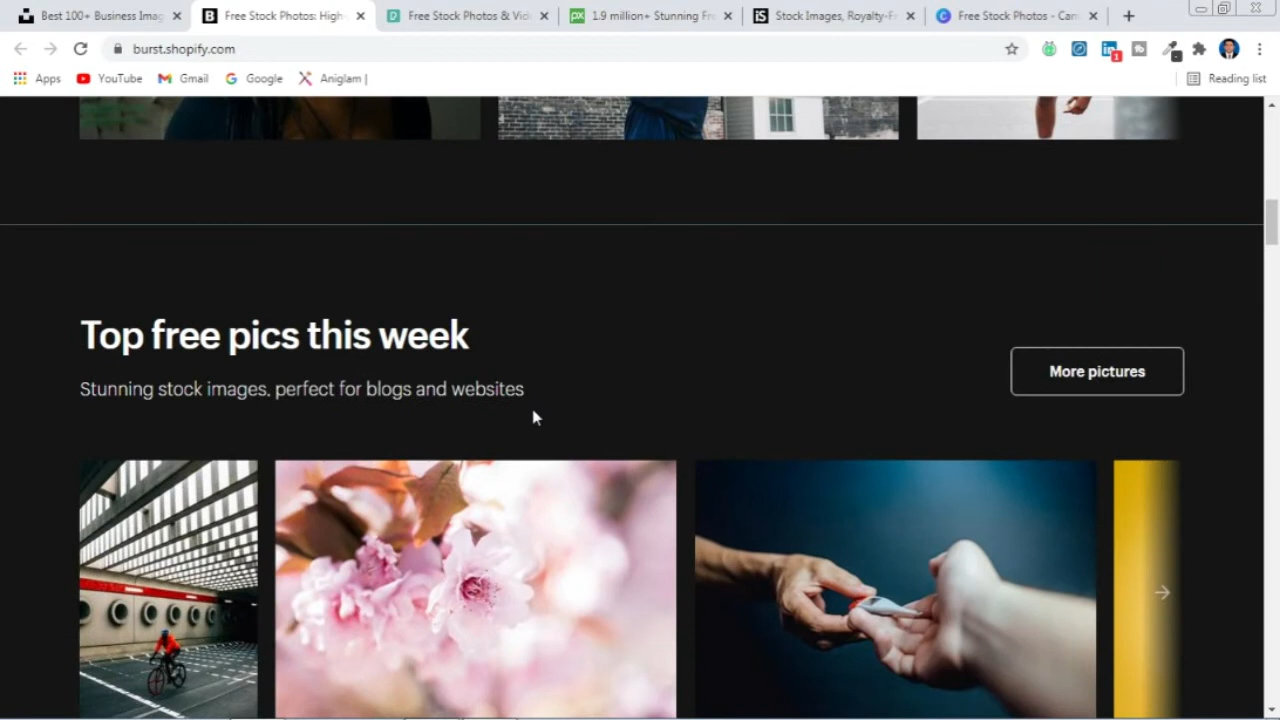 Best 100+ Business Imag
Free Stock Photos: High-
Free Stock Photos & Vid
1.9 million+ Stunning Fr
Stock Images, Royalty-F
Free Stock Photos - Can
burst.shopify.com
Apps
YouTube
Gmail
Google
Aniglam |
Reading list
Top free pics this week
Stunning stock images, perfect for blogs and websites
More pictures